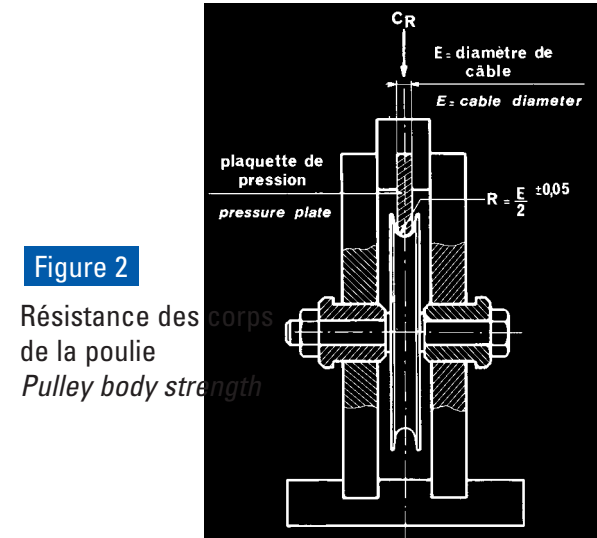 CR
E = diamètre de
câble
E = cable diameter
plaquette de
pression
pressure plate
R = E/2 ±0,05
Figure 2
Résistance des corps
de la poulie
Pulley body strength